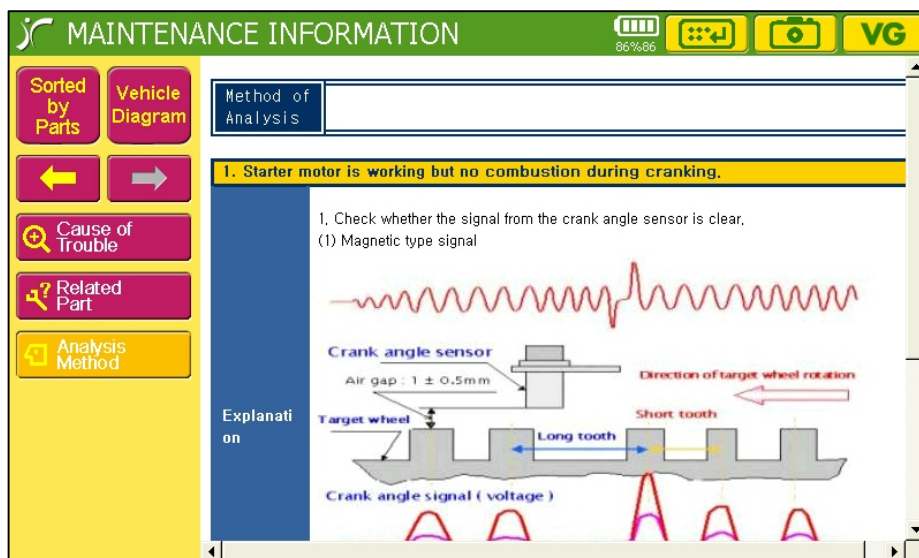 MAINTENANCE INFORMATION
86%86
VG
Sorted
by
Parts
Vehicle
Diagram
Cause of
Trouble
Related
Part
Analysis
Method
Method of
Analysis
1. Starter motor is working but no combustion during cranking.
Explanati
on
1. Check whether the signal from the crank angle sensor is clear.
(1) Magnetic type signal
Crank angle sensor
Air gap : 1 ± 0.5mm
Direction of target wheel rotation
Target wheel
Short tooth
Long tooth
Crank angle signal ( voltage )